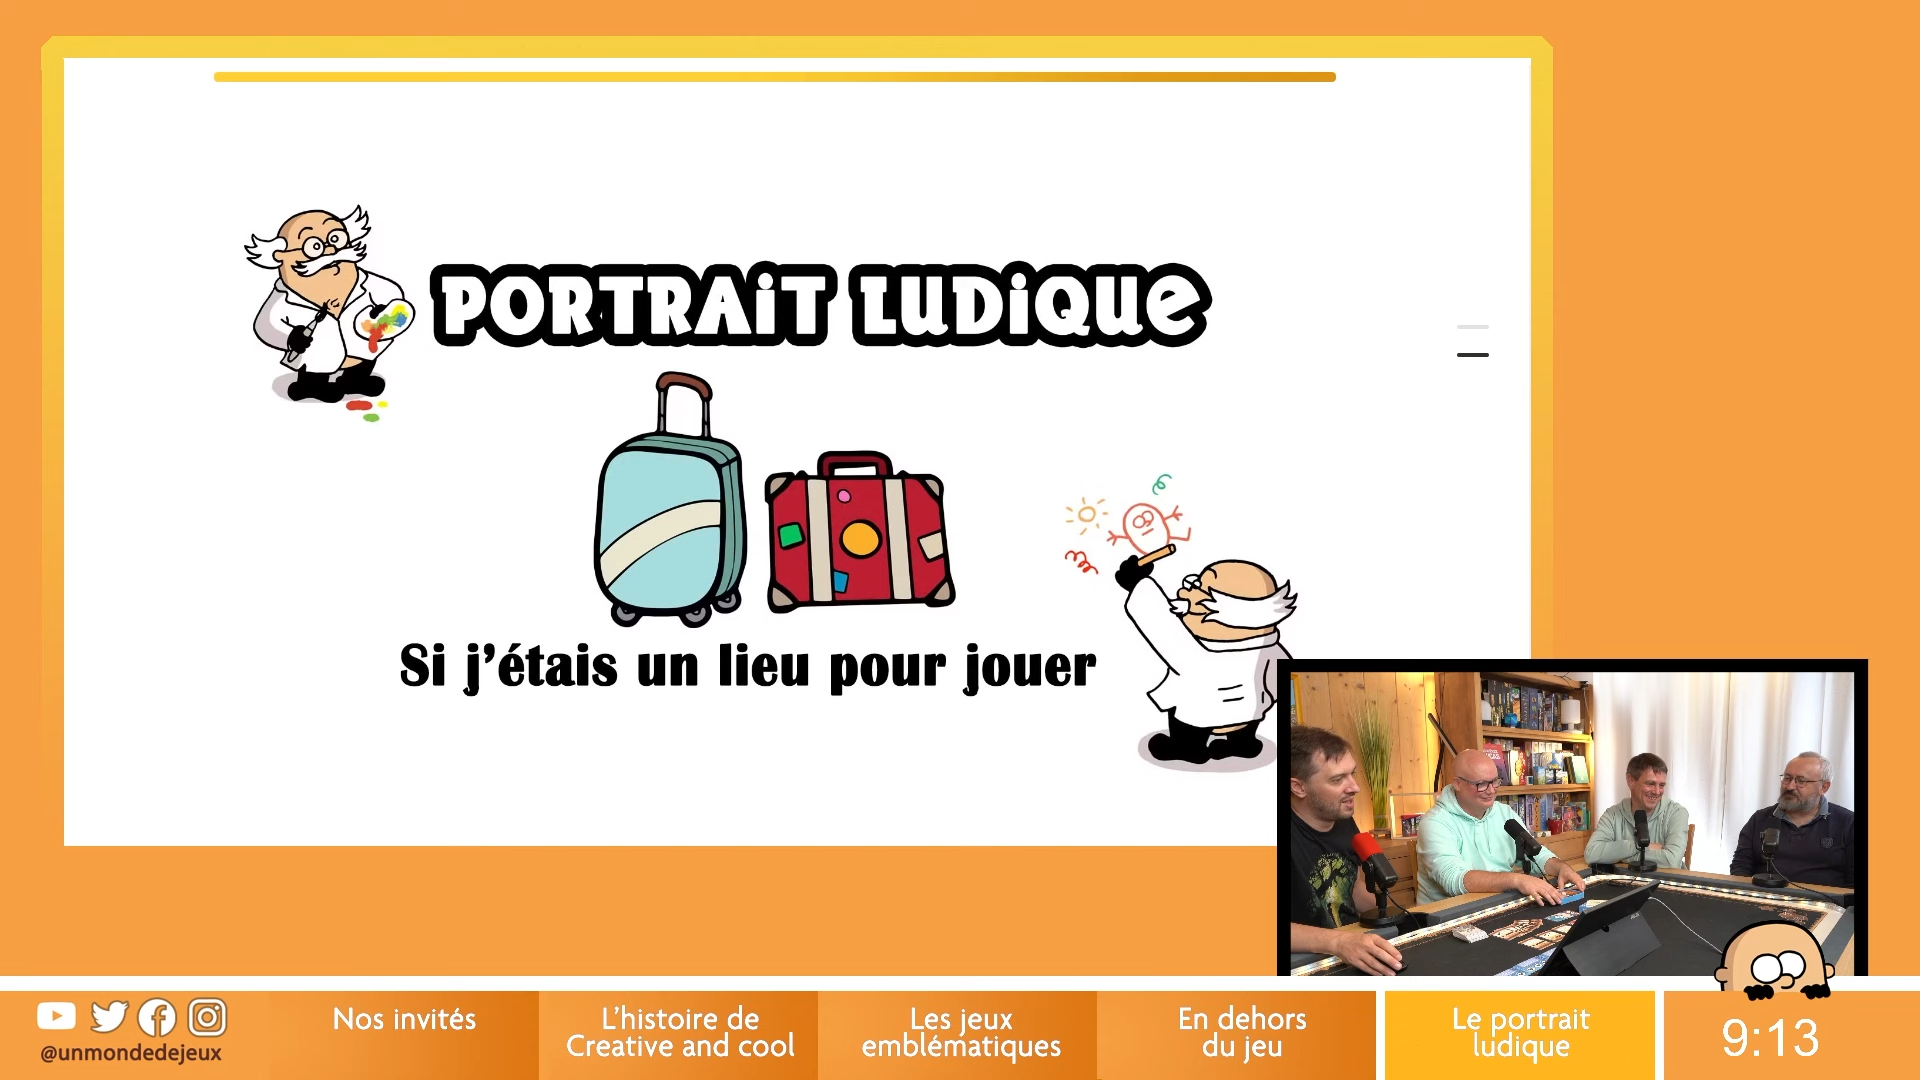 PORTRAiT LUDiQUe
Si j'étais un lieu pour jouer
@unmondedejeux
Nos invités
L'histoire de
Creative and cool
Les jeux
emblématiques
En dehors
du jeu
Le portrait
ludique
9:13